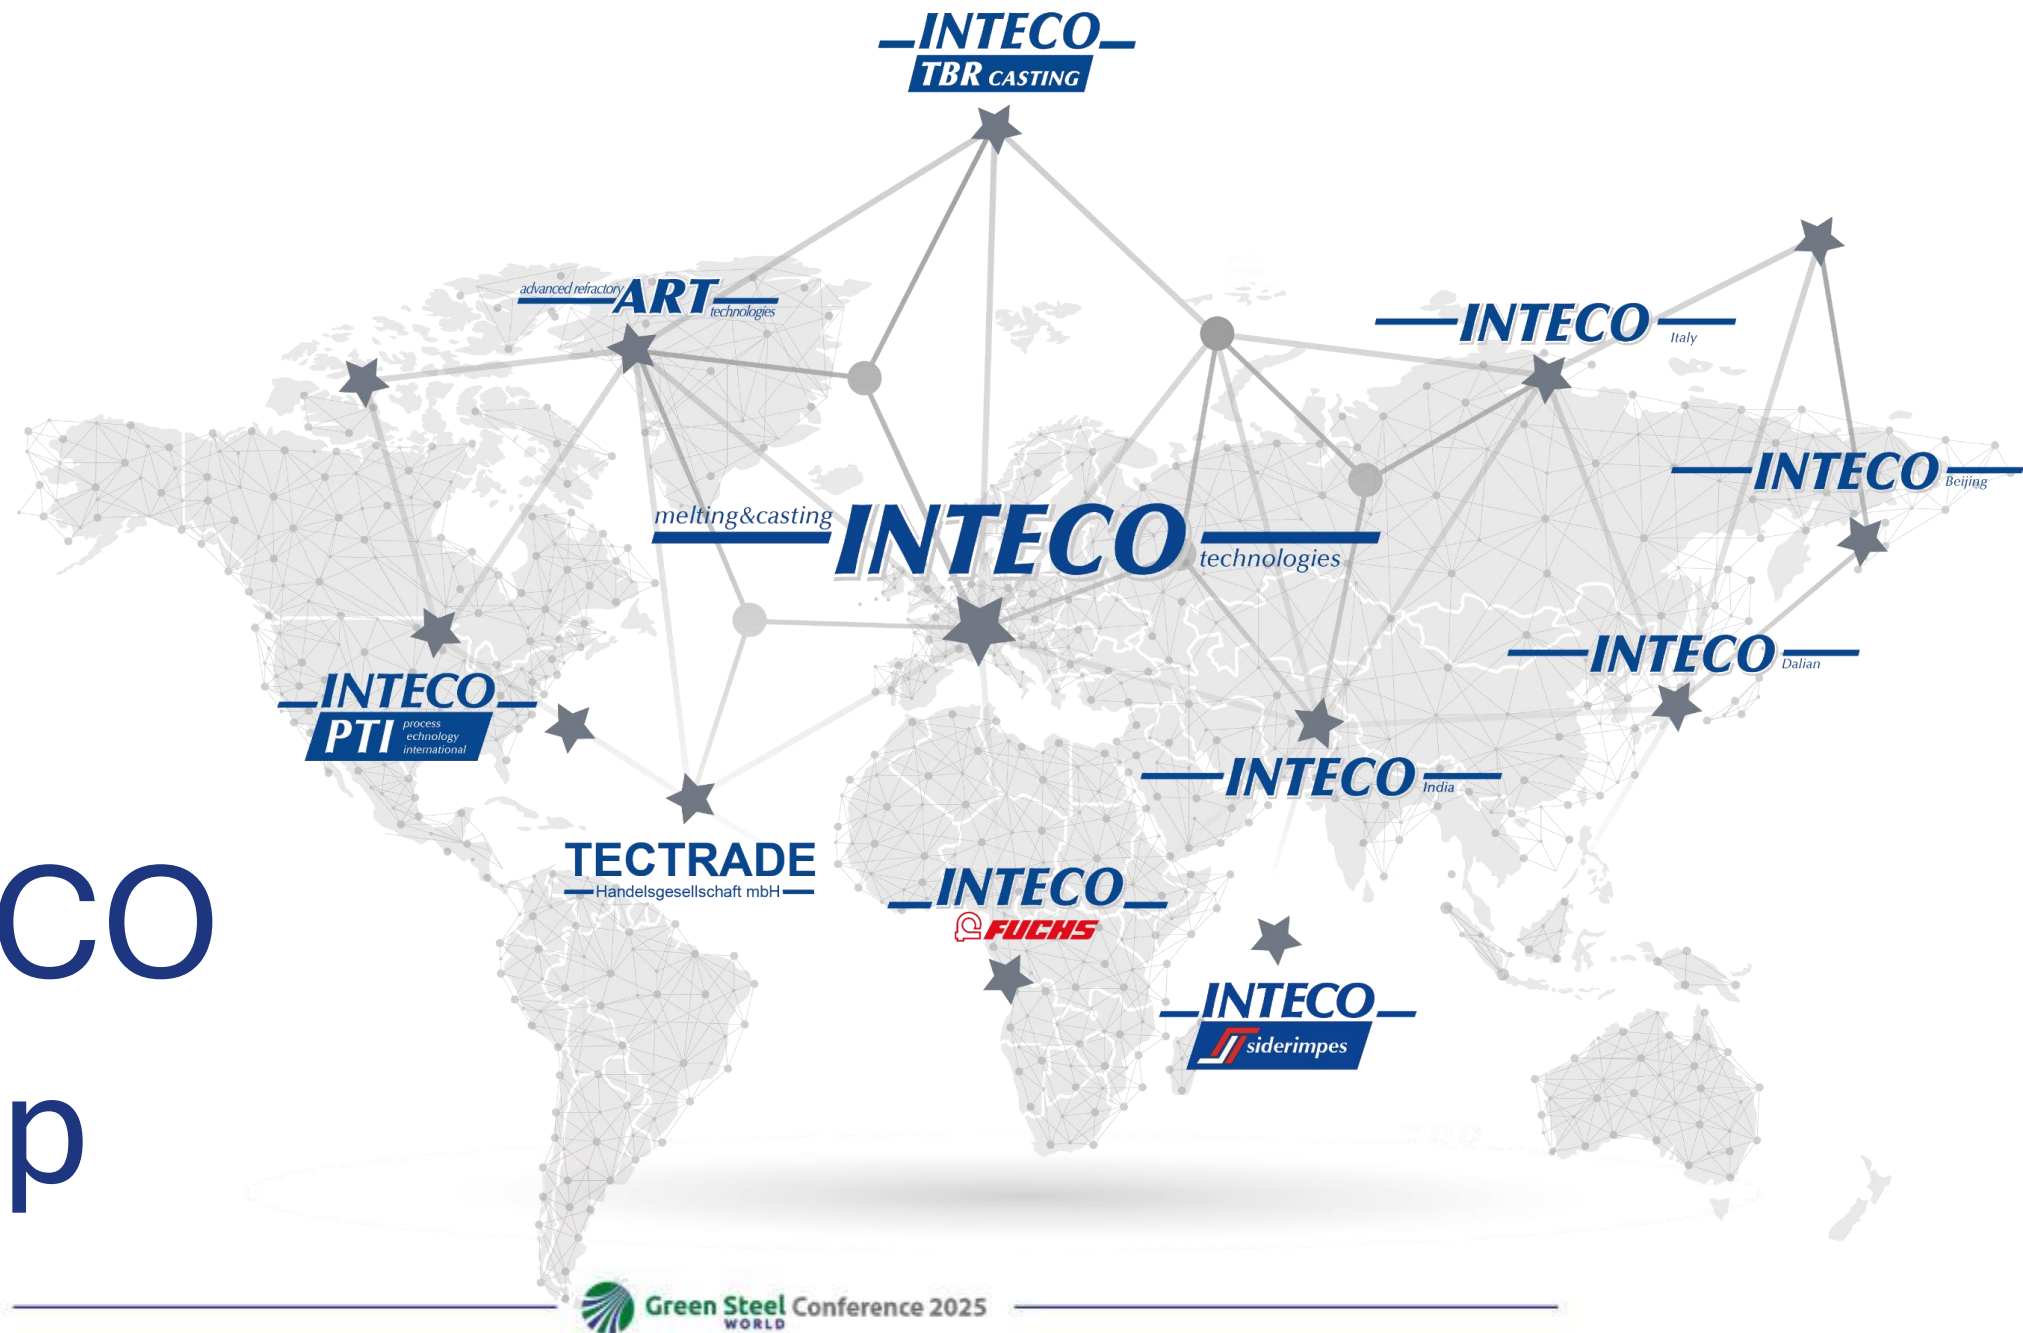 INTECO
TBR CASTING
advanced refractory ART technologies
INTECO Italy
INTECO Beijing
melting&casting INTECO technologies
INTECO Dalian
INTECO
PTI process
echnology
international
INTECO India
TECTRADE
Handelsgesellschaft mbH
INTECO
FUCHS
CO
INTECO
siderimpes
p
Green Steel Conference 2025
WORLD